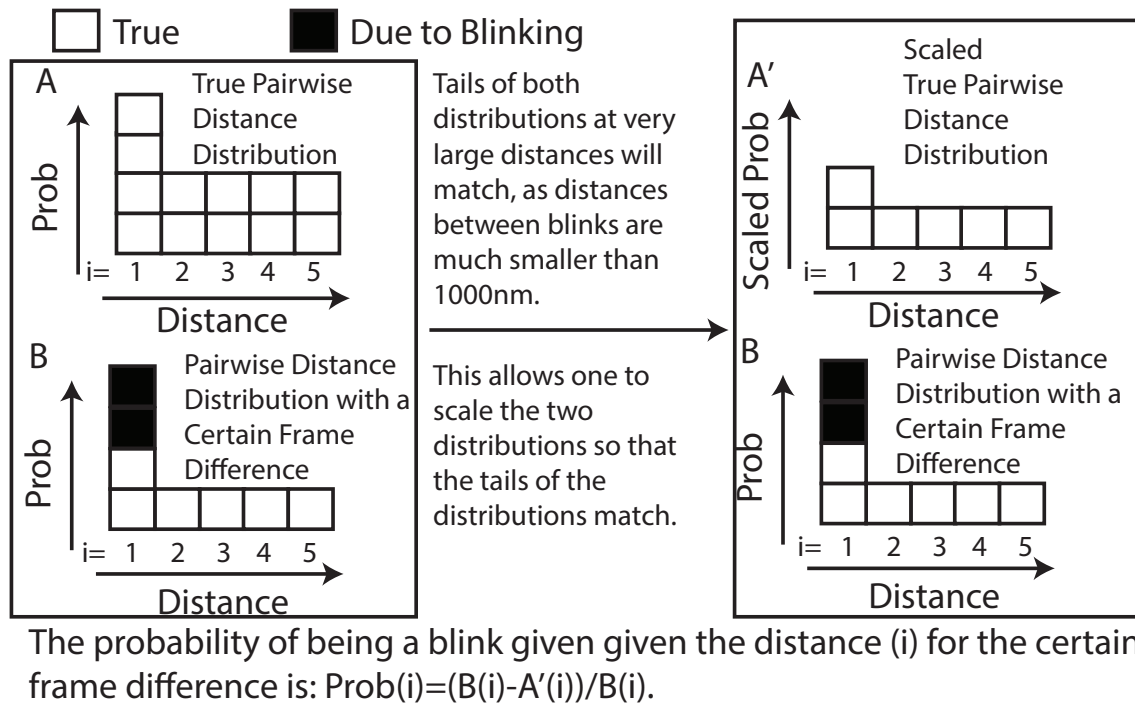 True
Due to Blinking
A
True Pairwise
Distance
Distribution
Prob
i= 1 2 3 4 5
Distance
B
Pairwise Distance
Distribution with a
Certain Frame
Difference
Prob
i= 1 2 3 4 5
Distance
Tails of both
distributions at very
large distances will
match, as distances
between blinks are
much smaller than
1000nm.
This allows one to
scale the two
distributions so that
the tails of the
distributions match.
A'
Scaled
True Pairwise
Distance
Distribution
Scaled Prob
i= 1 2 3 4 5
Distance
B
Pairwise Distance
Distribution with a
Certain Frame
Difference
Prob
i= 1 2 3 4 5
Distance
The probability of being a blink given given the distance (i) for the certain
frame difference is: Prob(i)=(B(i)-A'(i))/B(i).